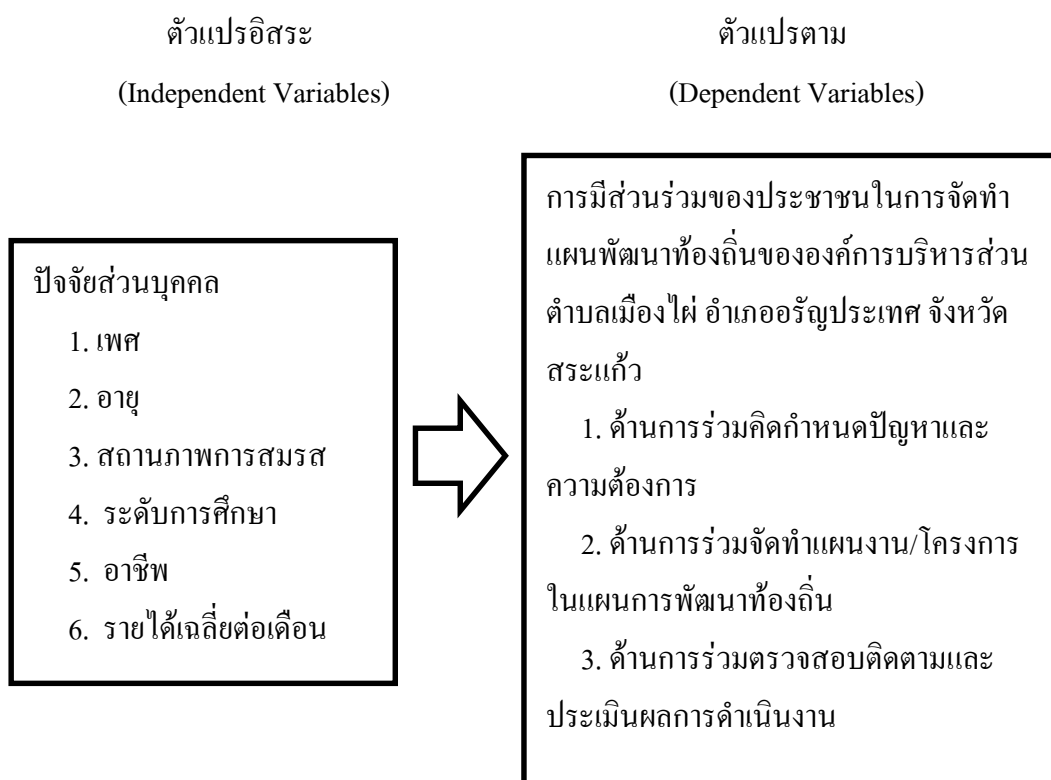 ตัวแปรอิสระ
(Independent Variables)
ตัวแปรตาม
(Dependent Variables)
ปัจจัยส่วนบุคคล
1. เพศ
2. อายุ
3. สถานภาพการสมรส
4. ระดับการศึกษา
5. อาชีพ
6. รายได้เฉลี่ยต่อเดือน
การมีส่วนร่วมของประชาชนในการจัดทำ
แผนพัฒนาท้องถิ่นขององค์การบริหารส่วน
ตำบลเมืองไผ่ อำเภออรัญประเทศ จังหวัด
สระแก้ว
1. ด้านการร่วมคิดกำหนดปัญหาและ
ความต้องการ
2. ด้านการร่วมจัดทำแผนงาน/โครงการ
ในแผนการพัฒนาท้องถิ่น
3. ด้านการร่วมตรวจสอบติดตามและ
ประเมินผลการดำเนินงาน